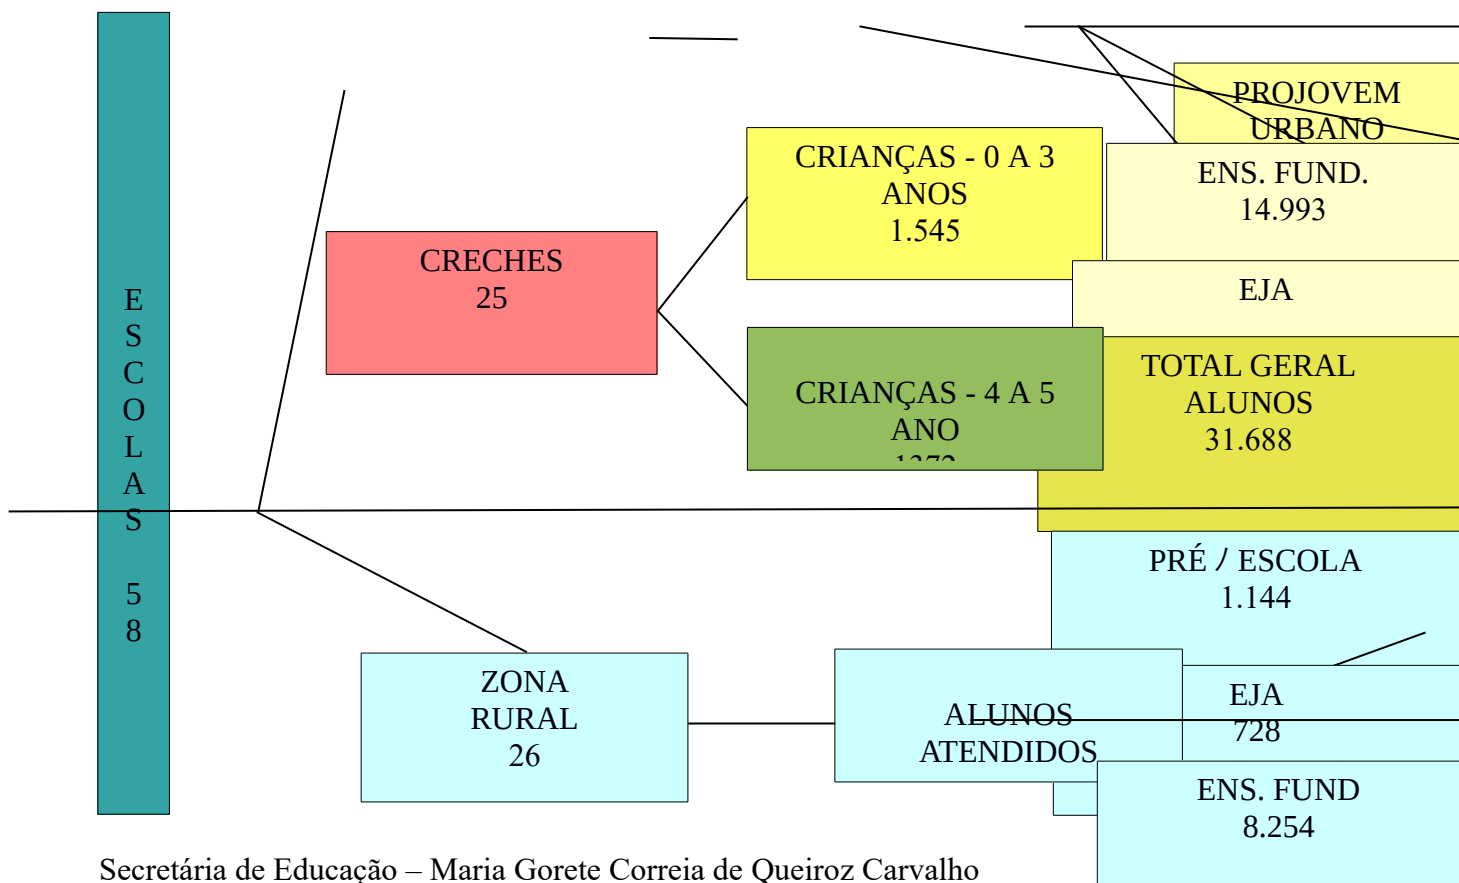 E
S
C
O
L
A
S
5
8
PROJOVEM
URBANO
CRIANÇAS - 0 A 3
ANOS
1.545
ENS. FUND.
14.993
CRECHES
25
EJA
CRIANÇAS - 4 A 5
ANO
1372
TOTAL GERAL
ALUNOS
31.688
PRÉ / ESCOLA
1.144
ZONA
RURAL
26
ALUNOS
ATENDIDOS
EJA
728
ENS. FUND
8.254
Secretária de Educação – Maria Gorete Correia de Queiroz Carvalho